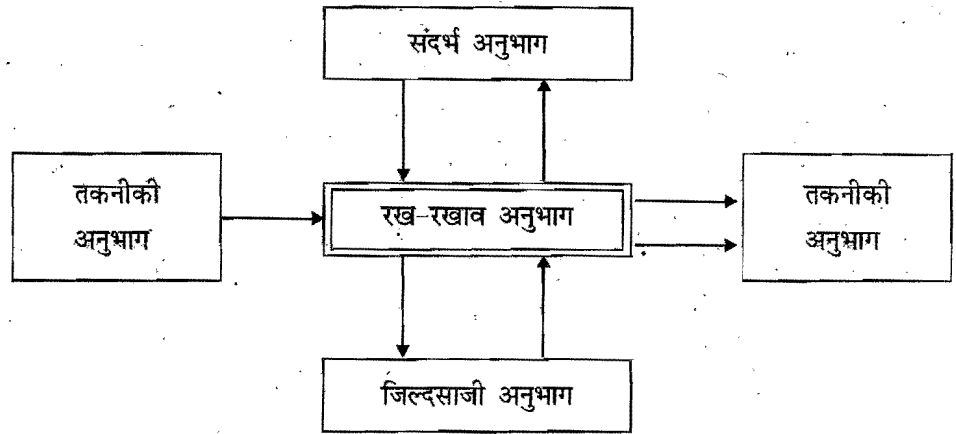 संदर्भ अनुभाग
तकनीकी
अनुभाग
रख-रखाव अनुभाग
तकनीकी
अनुभाग
जिल्दसाजी अनुभाग